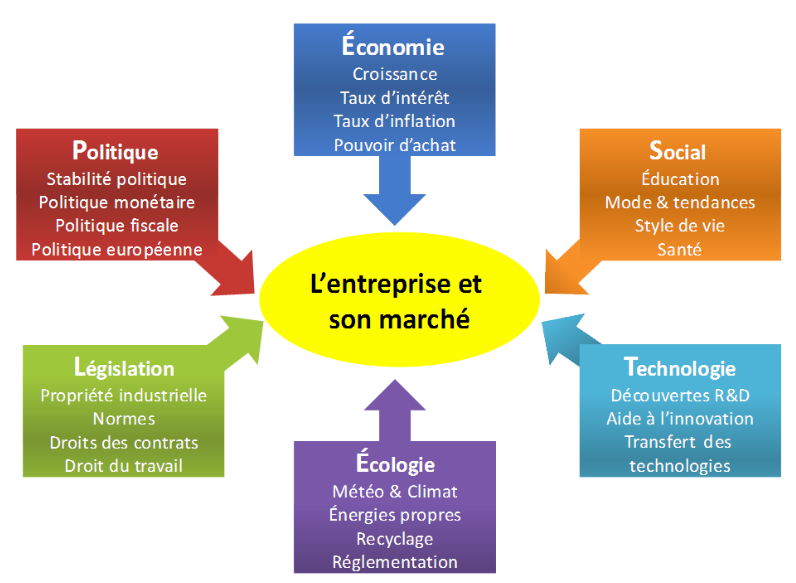 Économie
Croissance
Taux d'intérêt
Taux d'inflation
Pouvoir d'achat
Politique
Stabilité politique
Politique monétaire
Politique fiscale
Politique européenne
Social
Éducation
Mode & tendances
Style de vie
Santé
L'entreprise et
son marché
Législation
Propriété industrielle
Normes
Droits des contrats
Droit du travail
Technologie
Découvertes R&D
Aide à l'innovation
Transfert des
technologies
Écologie
Météo & Climat
Énergies propres
Recyclage
Réglementation